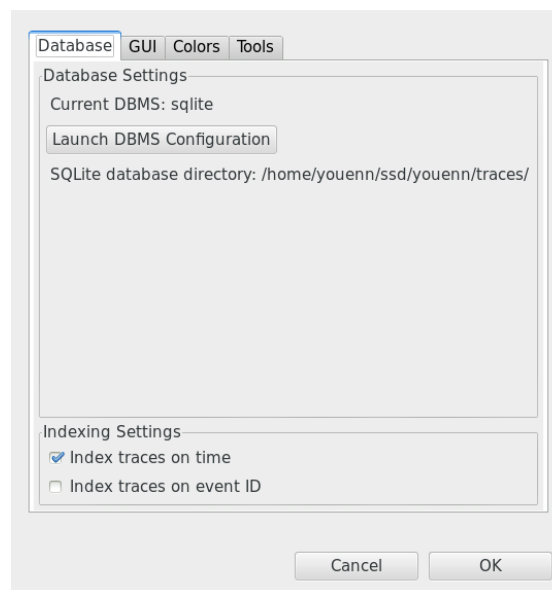 Database GUI Colors Tools
Database Settings
Current DBMS: sqlite
Launch DBMS Configuration
SQLite database directory: /home/youenn/ssd/youenn/traces/
Indexing Settings
Index traces on time
Index traces on event ID
Cancel OK